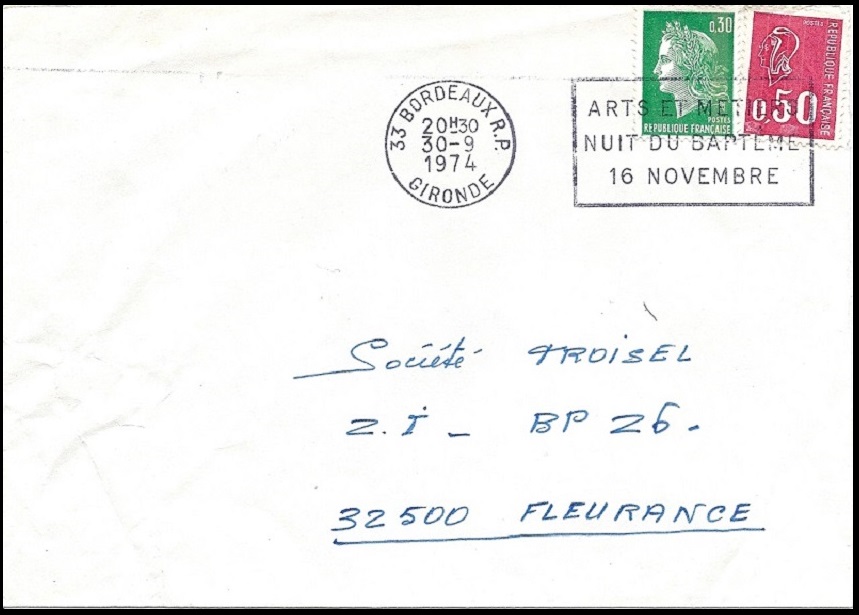 0,30
POSTES
REPUBLIQUE FRANÇAISE
POSTES
REPUBLIQUE FRANÇAISE
0,50
33 BORDEAUX R.P.
20H30
30-9
1974
GIRONDE
ARTS ET METIERS
NUIT DU BAPTEME
16 NOVEMBRE
Société TROISEL
Z.I - BP 26.
32500 FLEURANCE